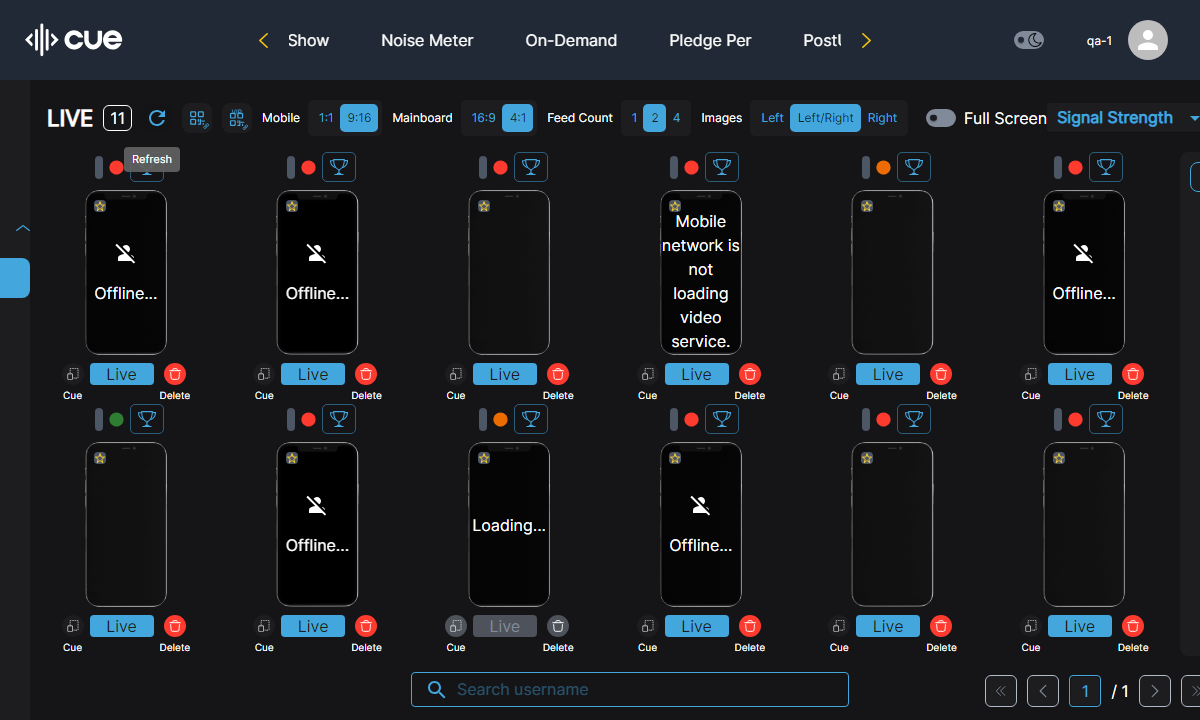 cue
Show
Noise Meter
On-Demand
Pledge Per
qa-1
LIVE
11
Mobile
1:1
9:16
Mainboard
16:9
4:1
Feed Count
1
2
4
Images
Left
Left/Right
Right
Full Screen
Signal Strength
Refresh
Offline...
Offline...
Mobile
network is
not
loading
video
service.
Offline...
Live
Live
Live
Live
Live
Live
Cue
Delete
Cue
Delete
Cue
Delete
Cue
Delete
Cue
Delete
Cue
Delete
Offline...
Loading...
Offline...
Live
Live
Live
Live
Live
Live
Cue
Delete
Cue
Delete
Cue
Delete
Cue
Delete
Cue
Delete
Cue
Delete
Search username
1
/ 1